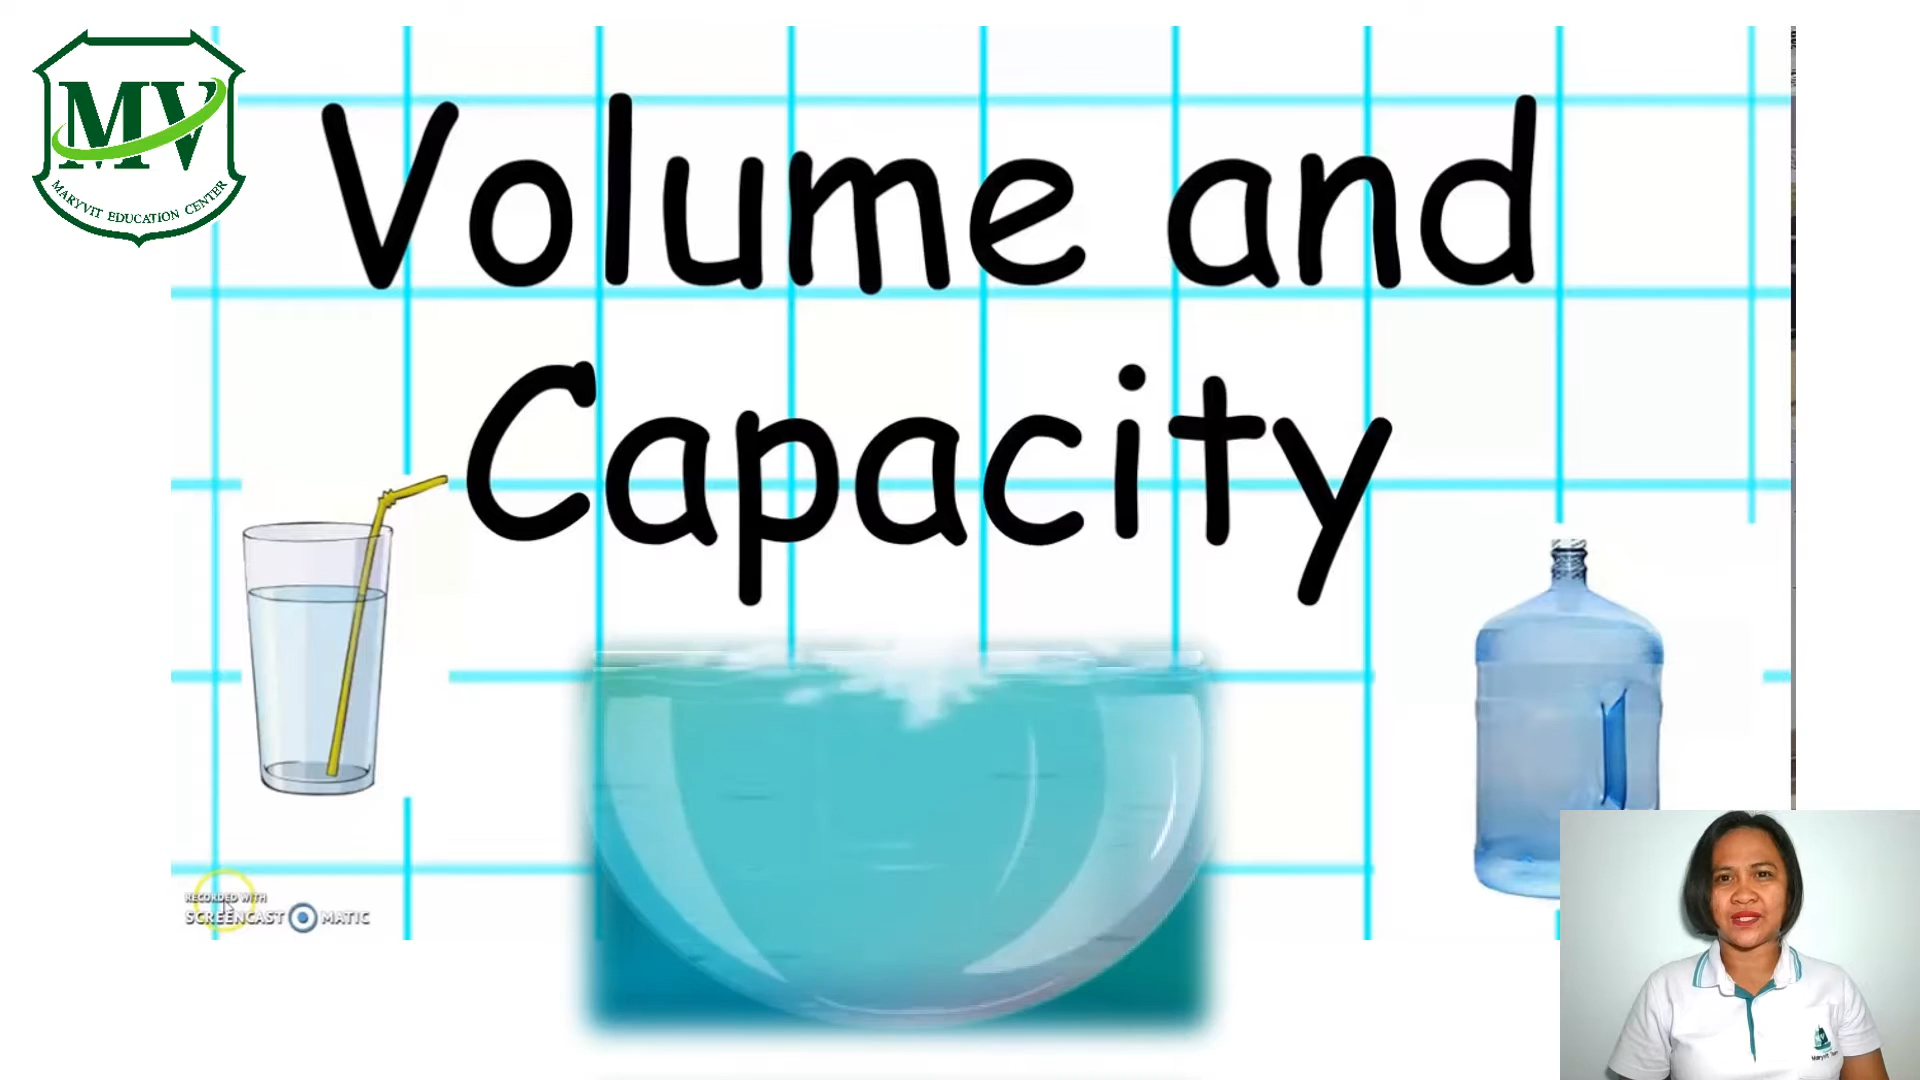 MV
MARYVIT EDUCATION CENTER
Volume and
Capacity
RECORDED WITH
SCREENCAST MATIC